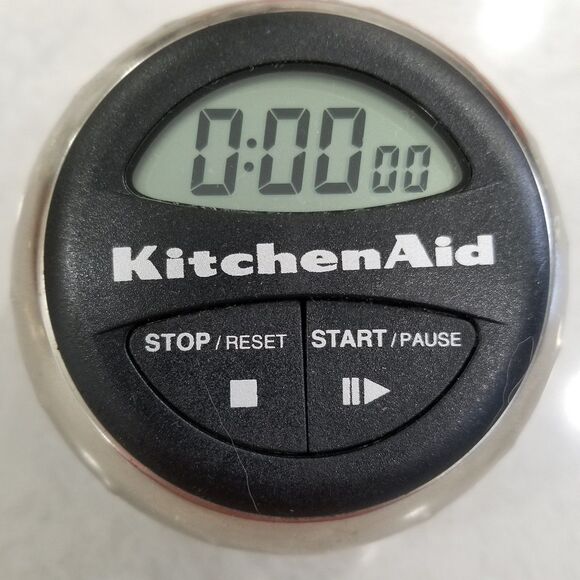 0:00 00
KitchenAid
STOP / RESET START / PAUSE